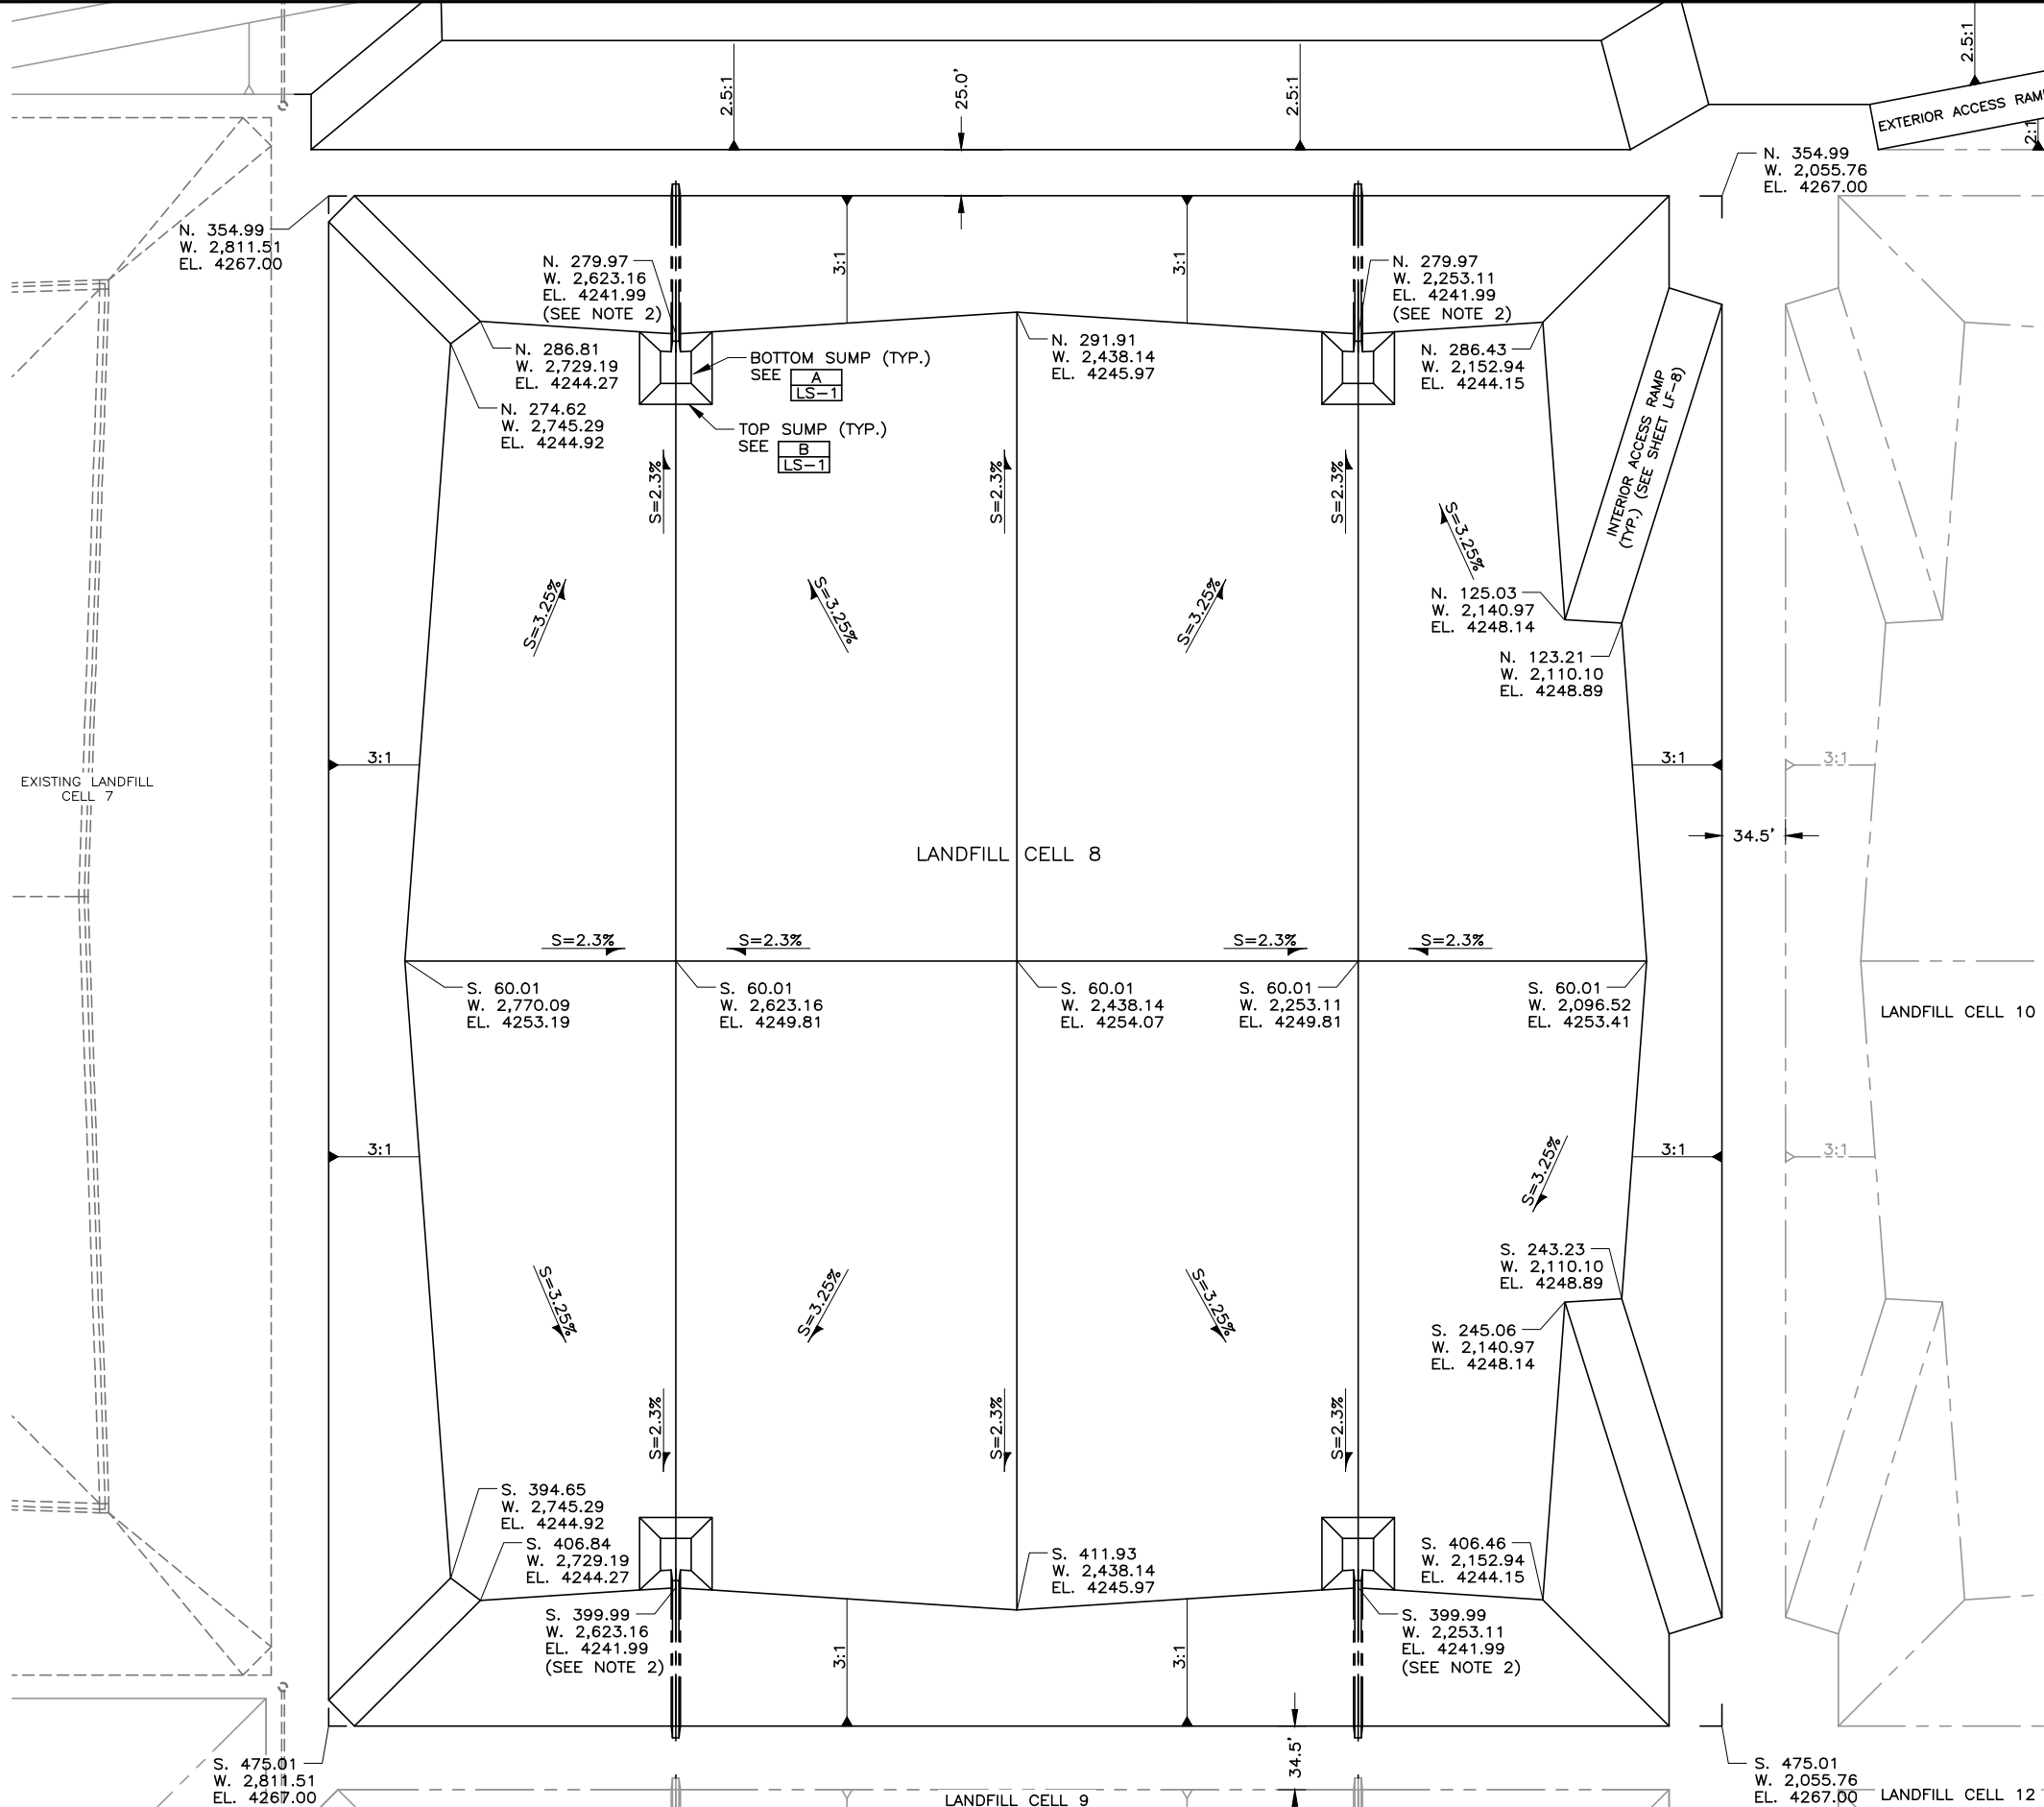 2.5:1
25.0'
2.5:1
2.5:1
EXTERIOR ACCESS
2:1
N. 354.99
W. 2,055.76
EL. 4267.00
N. 354.99
W. 2,811.51
EL. 4267.00
N. 279.97
W. 2,623.16
EL. 4241.99
(SEE NOTE 2)
3:1
3:1
N. 279.97
W. 2,253.11
EL. 4241.99
(SEE NOTE 2)
N. 286.81
W. 2,729.19
EL. 4244.27
BOTTOM SUMP (TYP.)
SEE A
LS-1
N. 291.91
W. 2,438.14
EL. 4245.97
N. 286.43
W. 2,152.94
EL. 4244.15
N. 274.62
W. 2,745.29
EL. 4244.92
TOP SUMP (TYP.)
SEE B
LS-1
INTERIOR ACCESS RAMP
(TYP.) (SEE SHEET LF-8)
S=2.3%
S=2.3%
S=2.3%
S=3.25%
S=3.25%
S=3.25%
S=3.25%
N. 125.03
W. 2,140.97
EL. 4248.14
N. 123.21
W. 2,110.10
EL. 4248.89
3:1
3:1
3:1
EXISTING LANDFILL
CELL 7
34.5'
LANDFILL CELL 8
S=2.3%
S=2.3%
S=2.3%
S=2.3%
S. 60.01
W. 2,770.09
EL. 4253.19
S. 60.01
W. 2,623.16
EL. 4249.81
S. 60.01
W. 2,438.14
EL. 4254.07
S. 60.01
W. 2,253.11
EL. 4249.81
S. 60.01
W. 2,096.52
EL. 4253.41
LANDFILL CELL 10
3:1
3:1
3:1
S=3.25%
S. 243.23
W. 2,110.10
EL. 4248.89
S=3.25%
S=3.25%
S=3.25%
S. 245.06
W. 2,140.97
EL. 4248.14
S=2.3%
S=2.3%
S=2.3%
S. 394.65
W. 2,745.29
EL. 4244.92
S. 406.84
W. 2,729.19
EL. 4244.27
S. 411.93
W. 2,438.14
EL. 4245.97
S. 406.46
W. 2,152.94
EL. 4244.15
S. 399.99
W. 2,623.16
EL. 4241.99
(SEE NOTE 2)
3:1
3:1
S. 399.99
W. 2,253.11
EL. 4241.99
(SEE NOTE 2)
S. 475.01
W. 2,811.51
EL. 4267.00
34.5'
S. 475.01
W. 2,055.76
EL. 4267.00
LANDFILL CELL 9
LANDFILL CELL 12